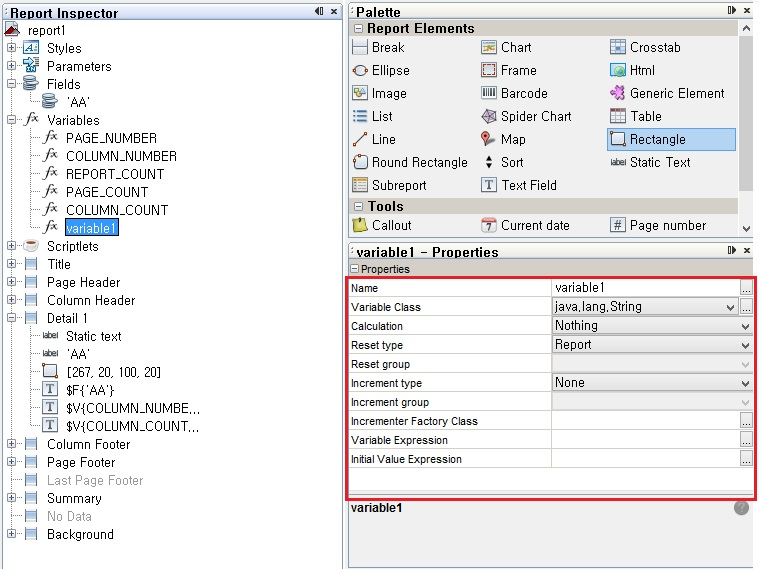 Report Inspector
report1
Styles
Parameters
Fields
'AA'
Variables
PAGE_NUMBER
COLUMN_NUMBER
REPORT_COUNT
PAGE_COUNT
COLUMN_COUNT
variable1
Scriptlets
Title
Page Header
Column Header
Detail 1
label Static text
label 'AA'
[267, 20, 100, 20]
T $F{'AA'}
T $V{COLUMN_NUMBE...
T $V{COLUMN_COUNT...
Column Footer
Page Footer
Last Page Footer
Summary
No Data
Background
Palette
Report Elements
Break Chart Crosstab
Ellipse Frame Html
Image Barcode Generic Element
List Spider Chart Table
Line Map Rectangle
Round Rectangle Sort label Static Text
Subreport T Text Field
Tools
Callout 7 Current date # Page number
variable1 - Properties
Properties
Name variable1 ...
Variable Class java,lang,String ...
Calculation Nothing
Reset type Report
Reset group
Increment type None
Increment group
Incrementer Factory Class ...
Variable Expression ...
Initial Value Expression ...
variable1 ?